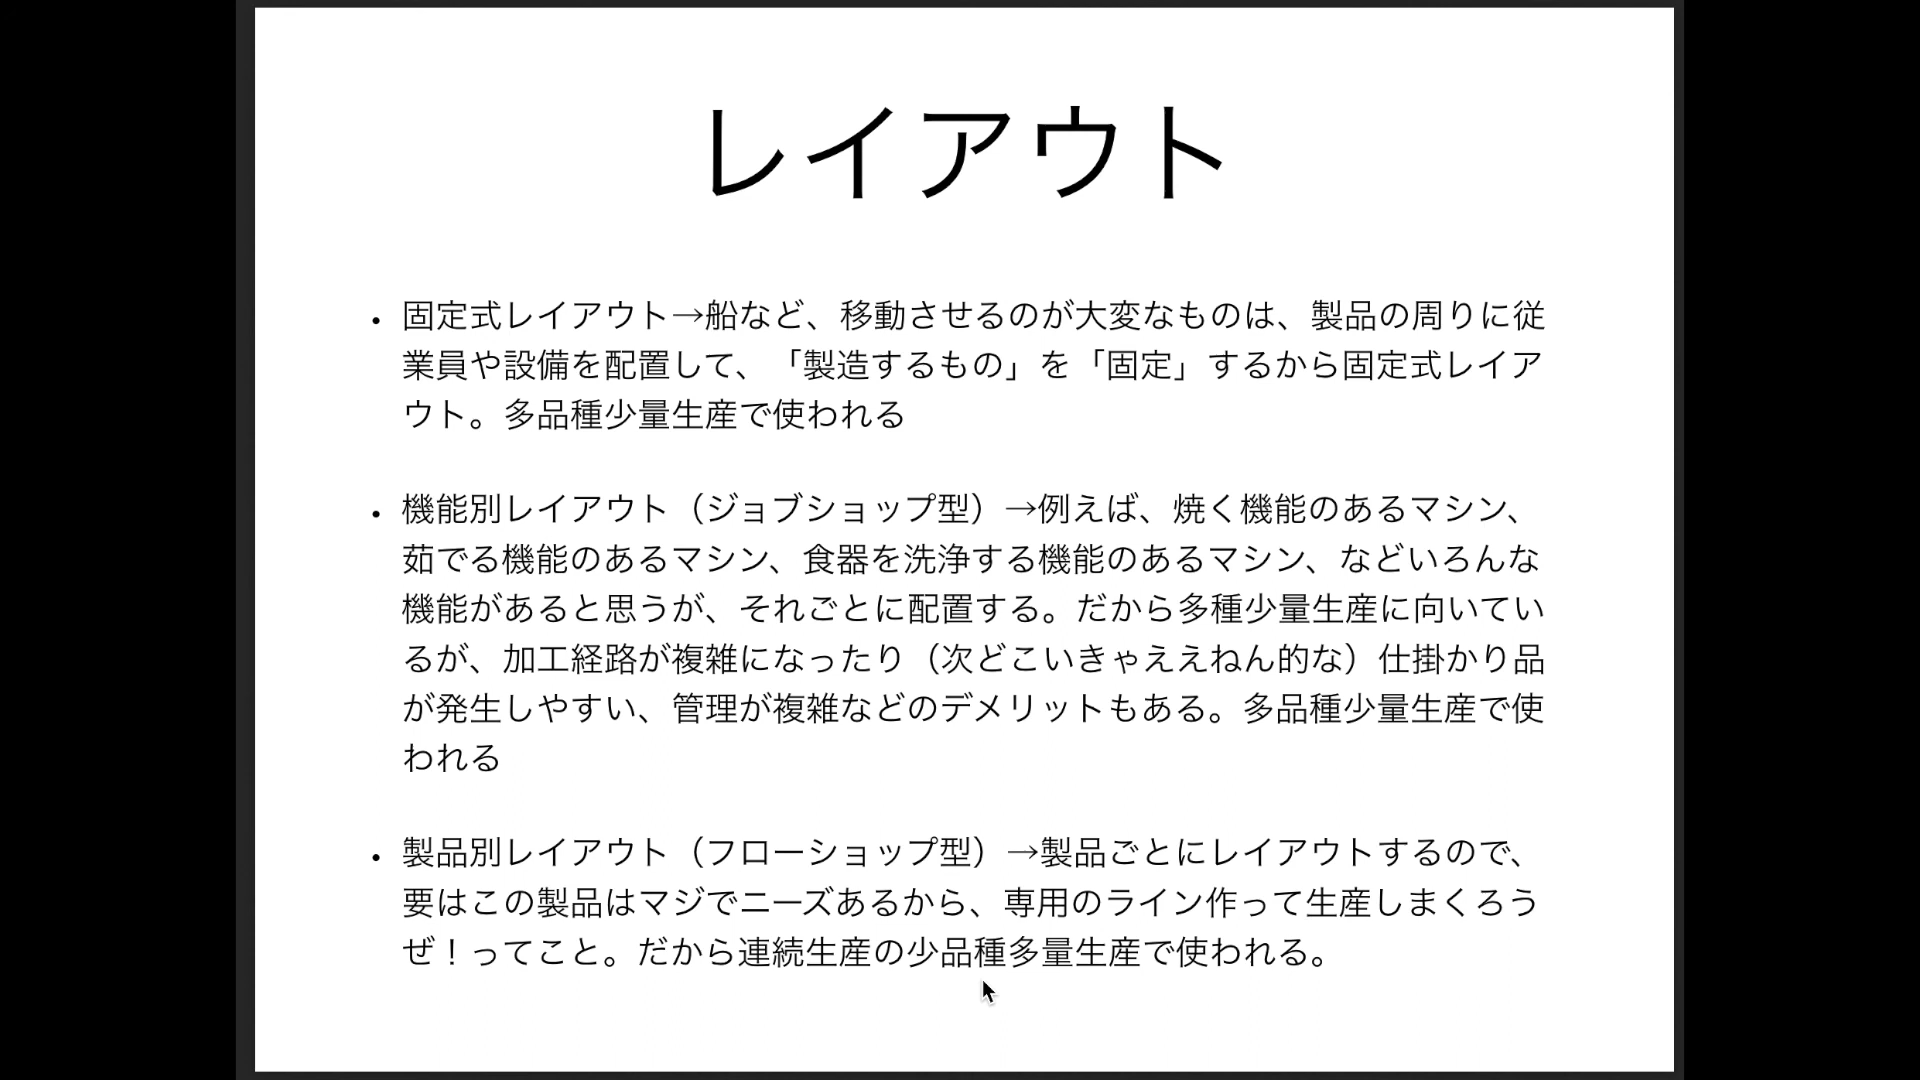 レイアウト
• 固定式レイアウト→船など、移動させるのが大変なものは、製品の周りに従
業員や設備を配置して、「製造するもの」を「固定」するから固定式レイア
ウト。多品種少量生産で使われる
• 機能別レイアウト（ジョブショップ型）→例えば、焼く機能のあるマシン、
茹でる機能のあるマシン、食器を洗浄する機能のあるマシン、などいろんな
機能があると思うが、それごとに配置する。だから多種少量生産に向いてい
るが、加工経路が複雑になったり（次どこいきゃええねん的な）仕掛かり品
が発生しやすい、管理が複雑などのデメリットもある。多品種少量生産で使
われる
• 製品別レイアウト（フローショップ型）→製品ごとにレイアウトするので、
要はこの製品はマジでニーズあるから、専用のライン作って生産しまくろう
ぜ！ってこと。だから連続生産の少品種多量生産で使われる。